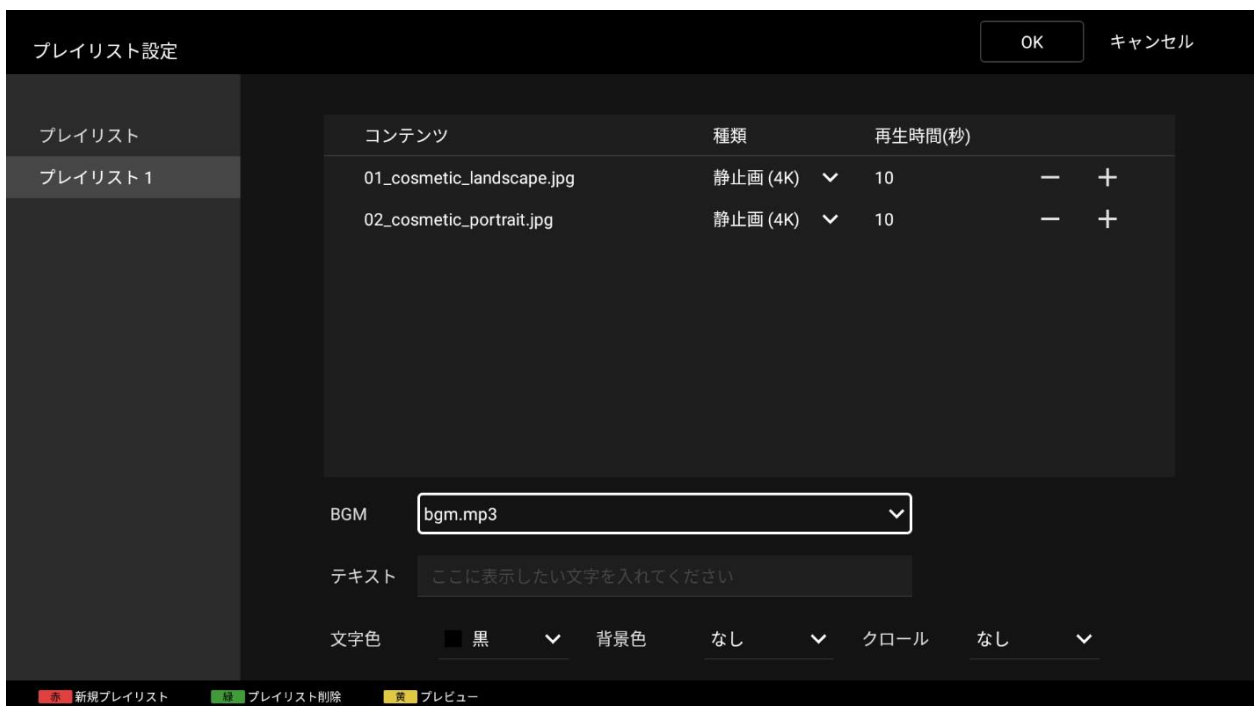 プレイリスト設定 OK キャンセル
プレイリスト
プレイリスト 1
コンテンツ 種類 再生時間(秒)
01_cosmetic_landscape.jpg 静止画 (4K) 10
02_cosmetic_portrait.jpg 静止画 (4K) 10
BGM bgm.mp3
テキスト ここに表示したい文字を入れてください
文字色 黒 背景色 なし クロール なし
赤 新規プレイリスト 緑 プレイリスト削除 黄 プレビュー